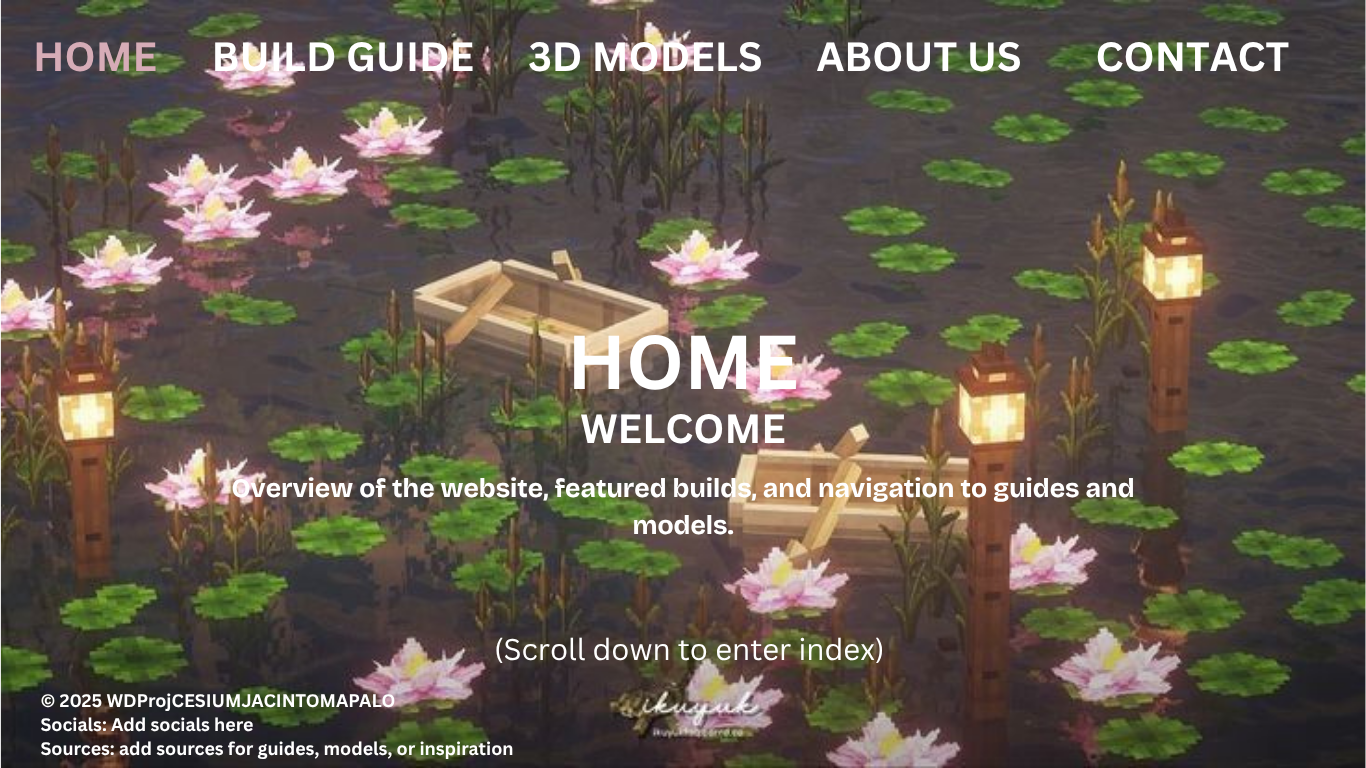 HOME BUILD GUIDE 3D MODELS ABOUT US CONTACT
HOME
WELCOME
Overview of the website, featured builds, and navigation to guides and
models.
(Scroll down to enter index)
© 2025 WDProjCESIUMJACINTOMAPALO
Socials: Add socials here
Sources: add sources for guides, models, or inspiration
ikuyuk